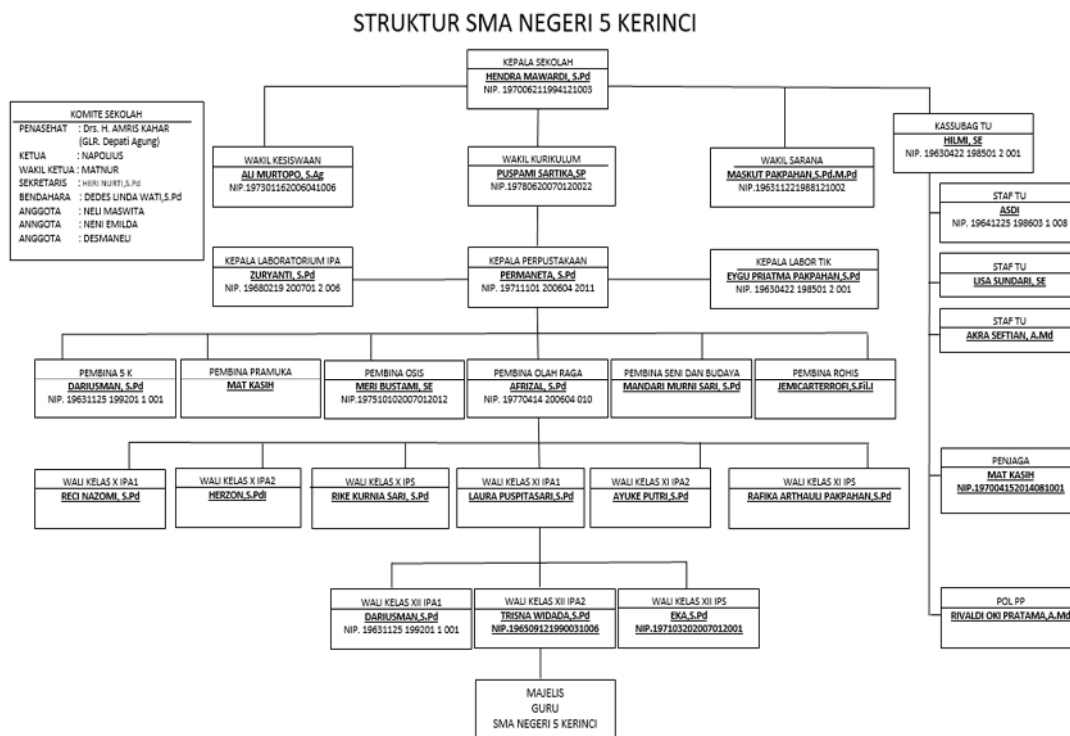 STRUKTUR SMA NEGERI 5 KERINCI
KEPALA SEKOLAH
HENDRA MAWARDI, S.Pd
NIP. 197006211994121003
KOMITE SEKOLAH
PENASEHAT : Drs. H. AMRIS KAHAR
(GLR. Depati Agung)
KETUA : NAPOLIUS
WAKIL KETUA : MATNUR
SEKRETARIS : HERI NURTI,S.Pd
BENDAHARA : DEDES LINDA WATI,S.Pd
ANGGOTA : NELI MASWITA
ANNGOTA : NENI EMILDA
ANGGOTA : DESMANELI
WAKIL KESISWAAN
ALI MURTOPO, S.Ag
NIP.197301162006041006
WAKIL KURIKULUM
PUSPAMI SARTIKA,SP
NIP.19780620070120022
WAKIL SARANA
MASKUT PAKPAHAN,S.Pd.M.Pd
NIP.196311221988121002
KASSUBAG TU
HILMI, SE
NIP. 19630422 198501 2 001
STAF TU
ASDI
NIP. 19641225 198603 1 008
STAF TU
LISA SUNDARI, SE
STAF TU
AKRA SEFTIAN, A.Md
KEPALA LABORATORIUM IPA
ZURYANTI, S.Pd
NIP. 19680219 200701 2 006
KEPALA PERPUSTAKAAN
PERMANETA, S.Pd
NIP. 19711101 200604 2011
KEPALA LABOR TIK
EYGU PRIATMA PAKPAHAN,S.Pd
NIP. 19630422 198501 2 001
PEMBINA 5 K
DARIUSMAN, S.Pd
NIP. 19631125 199201 1 001
PEMBINA PRAMUKA
MAT KASIH
PEMBINA OSIS
MERI BUSTAMI, SE
NIP.197510102007012012
PEMBINA OLAH RAGA
AFRIZAL, S.Pd
NIP. 19770414 200604 010
PEMBINA SENI DAN BUDAYA
MANDARI MURNI SARI, S.Pd
PEMBINA ROHIS
JEMICARTERROFI,S.Fil.I
WALI KELAS X IPA1
RECI NAZOMI, S.Pd
WALI KELAS X IPA2
HERZON,S.PdI
WALI KELAS X IPS
RIKE KURNIA SARI, S.Pd
WALI KELAS XI IPA1
LAURA PUSPITASARI,S.Pd
WALI KELAS XI IPA2
AYUKE PUTRI, S.Pd
WALI KELAS XI IPS
RAFIKA ARTHAULI PAKPAHAN,S.Pd
PENJAGA
MAT KASIH
NIP.197004152014081001
WALI KELAS XII IPA1
DARIUSMAN,S.Pd
NIP. 19631125 199201 1 001
WALI KELAS XII IPA2
TRISNA WIDADA,S.Pd
NIP.196509121990031006
WALI KELAS XII IPS
EKA,S.Pd
NIP.197103202007012001
POL PP
RIVALDI OKI PRATAMA,A.Md
MAJELIS
GURU
SMA NEGERI 5 KERINCI